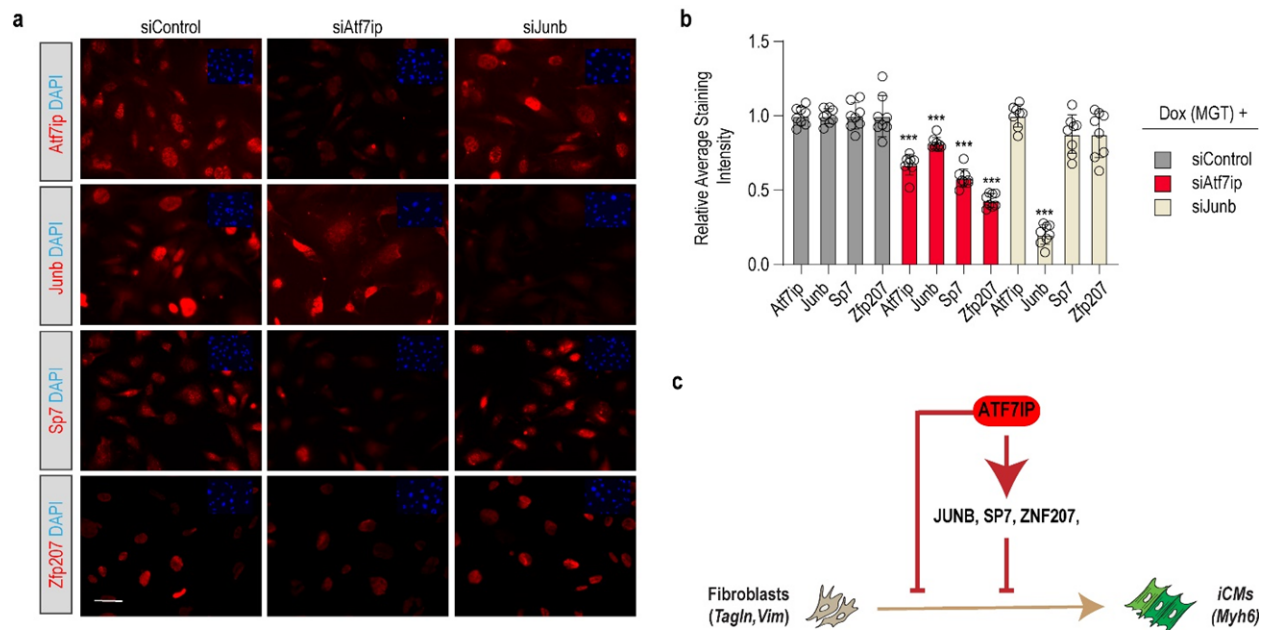 a
siControl
siAtf7ip
siJunb
Atf7ip DAPI
Junb DAPI
Sp7 DAPI
Zfp207 DAPI
b
Relative Average Staining
Intensity
1.5
1.0
0.5
0.0
***
***
***
***
***
Atf7ip
Junb
Sp7
Zfp207
Atf7ip
Junb
Sp7
Zfp207
Atf7ip
Junb
Sp7
Zfp207
Dox (MGT) +
siControl
siAtf7ip
siJunb
c
ATF7IP
JUNB, SP7, ZNF207,
Fibroblasts
(Tagln,Vim)
iCMs
(Myh6)